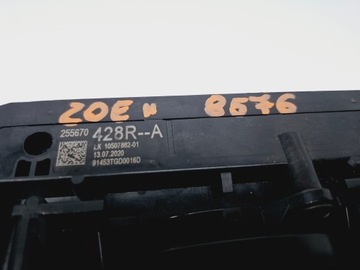 ZOE II 8576
255670 428R--A
LK 10507862-01
13.07.2020
91453TGD0016D